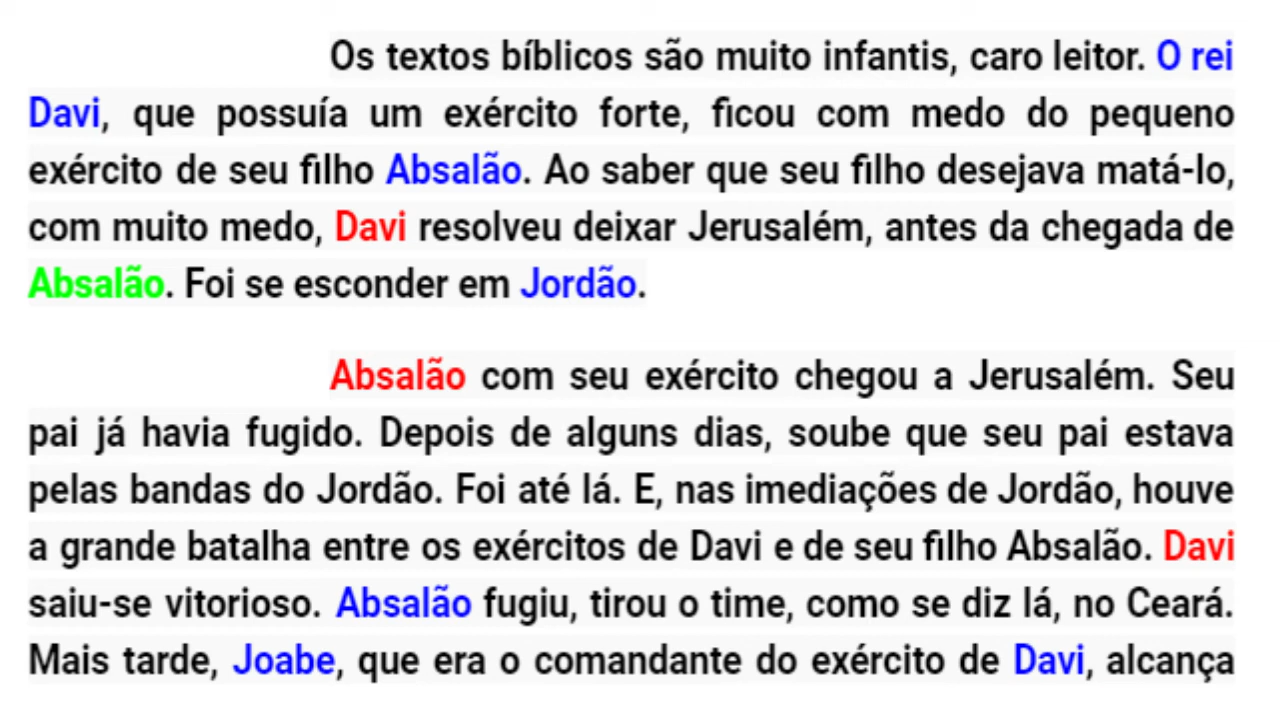 Os textos bíblicos são muito infantis, caro leitor. O rei
Davi, que possuía um exército forte, ficou com medo do pequeno
exército de seu filho Absalão. Ao saber que seu filho desejava matá-lo,
com muito medo, Davi resolveu deixar Jerusalém, antes da chegada de
Absalão. Foi se esconder em Jordão.
Absalão com seu exército chegou a Jerusalém. Seu
pai já havia fugido. Depois de alguns dias, soube que seu pai estava
pelas bandas do Jordão. Foi até lá. E, nas imediações de Jordão, houve
a grande batalha entre os exércitos de Davi e de seu filho Absalão. Davi
saiu-se vitorioso. Absalão fugiu, tirou o time, como se diz lá, no Ceará.
Mais tarde, Joabe, que era o comandante do exército de Davi, alcança